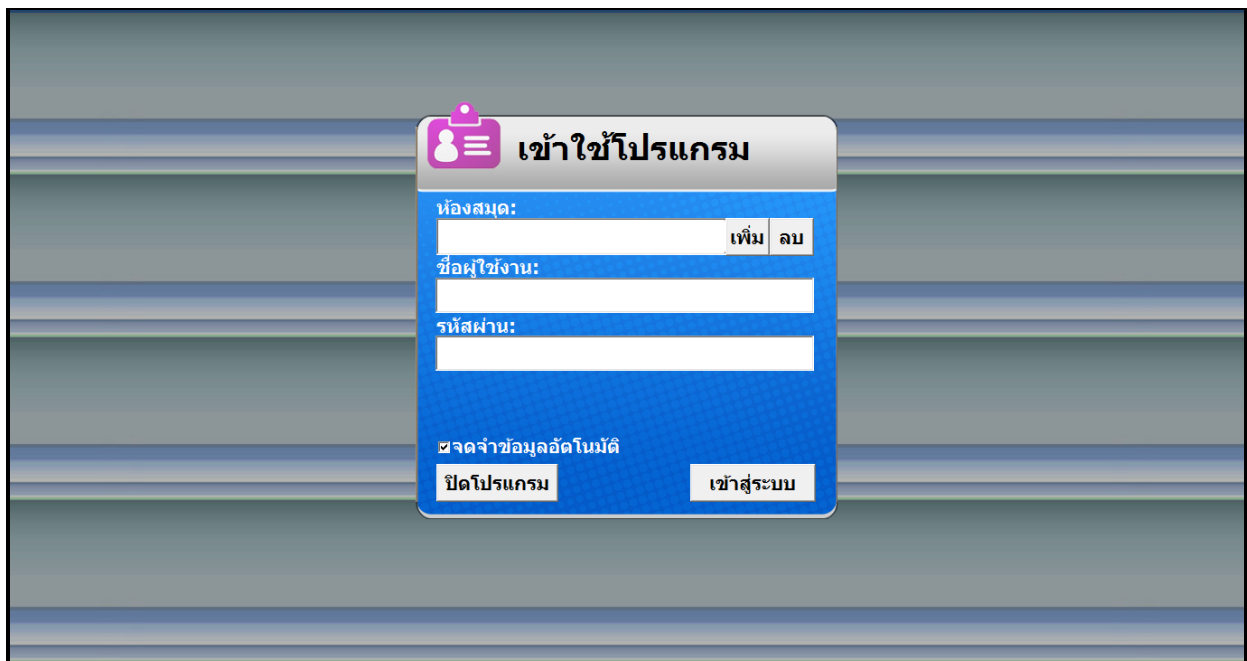 เข้าใช้โปรแกรม
ห้องสมุด:
เพิ่ม ลบ
ชื่อผู้ใช้งาน:
รหัสผ่าน:
จดจำข้อมูลอัตโนมัติ
ปิดโปรแกรม เข้าสู่ระบบ